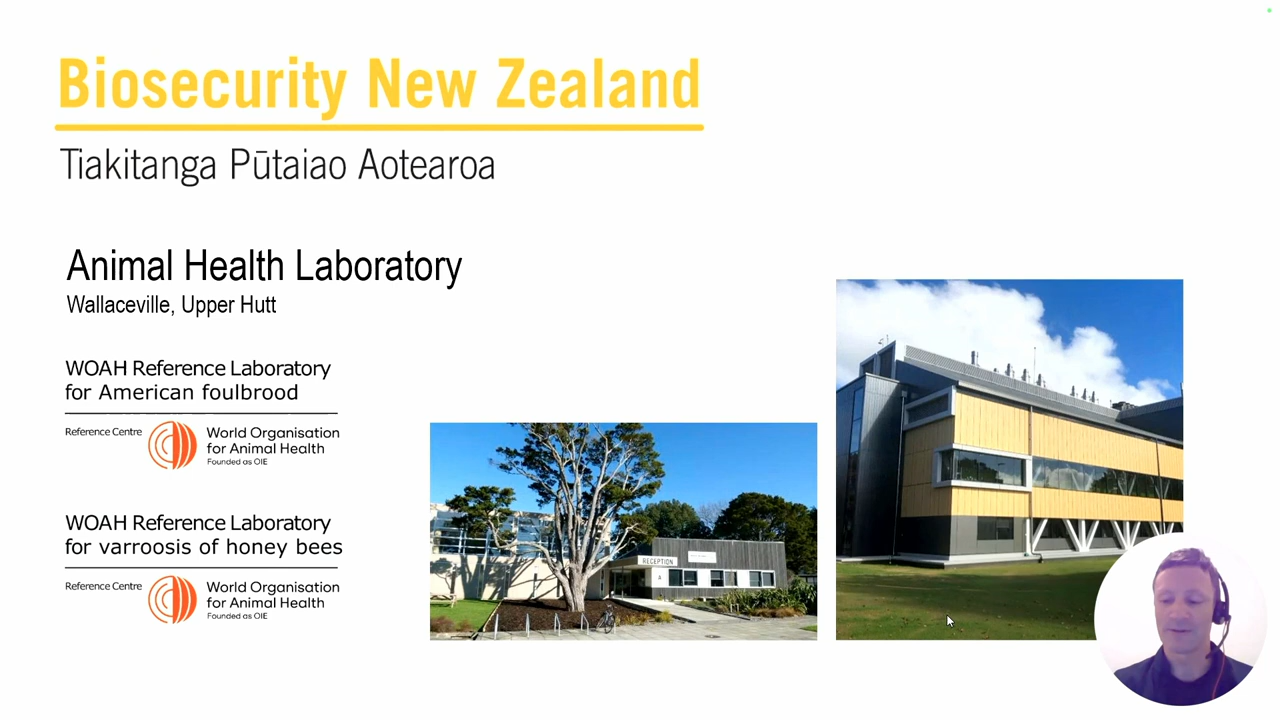 Biosecurity New Zealand
Tiakitanga Pūtaiao Aotearoa
Animal Health Laboratory
Wallaceville, Upper Hutt
WOAH Reference Laboratory
for American foulbrood
Reference Centre
World Organisation
for Animal Health
Founded as OIE
WOAH Reference Laboratory
for varroosis of honey bees
Reference Centre
World Organisation
for Animal Health
Founded as OIE
RECEPTION
A